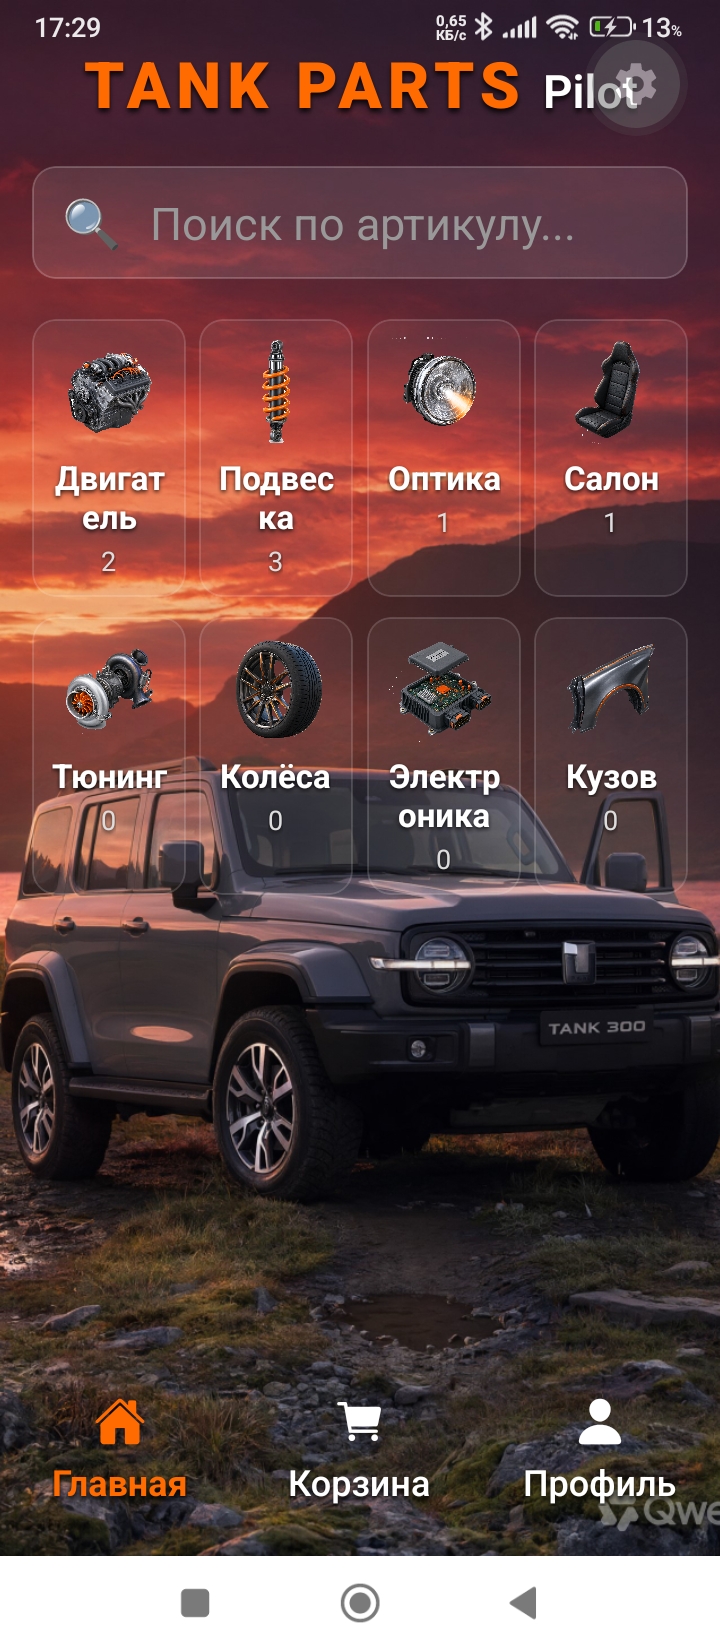 17:29
0,65
КБ/с
13%
TANK PARTS Pilot
Поиск по артикулу...
Двигат
ель
2
Подвес
ка
3
Оптика
1
Салон
1
Тюнинг
0
Колёса
0
Электр
оника
0
Кузов
0
TANK 300
Главная
Корзина
Профиль
Qwe